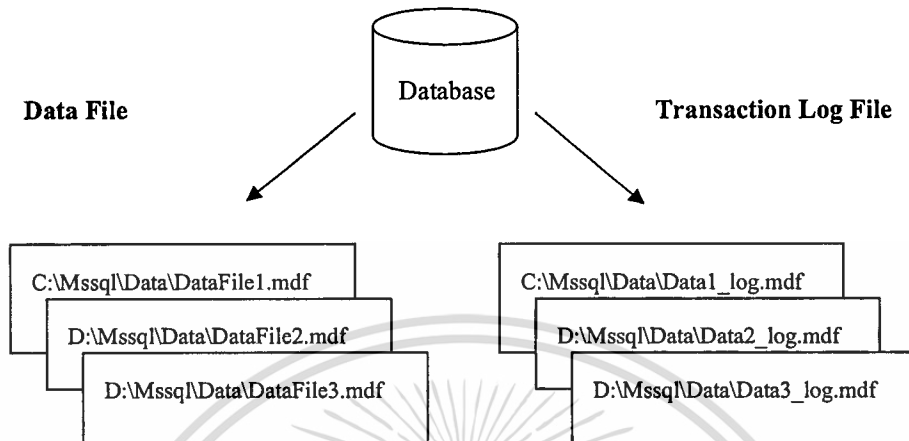 Database
Data File
Transaction Log File
C:\Mssql\Data\DataFile1.mdf
D:\Mssql\Data\DataFile2.mdf
D:\Mssql\Data\DataFile3.mdf
C:\Mssql\Data\Data1_log.mdf
D:\Mssql\Data\Data2_log.mdf
D:\Mssql\Data\Data3_log.mdf